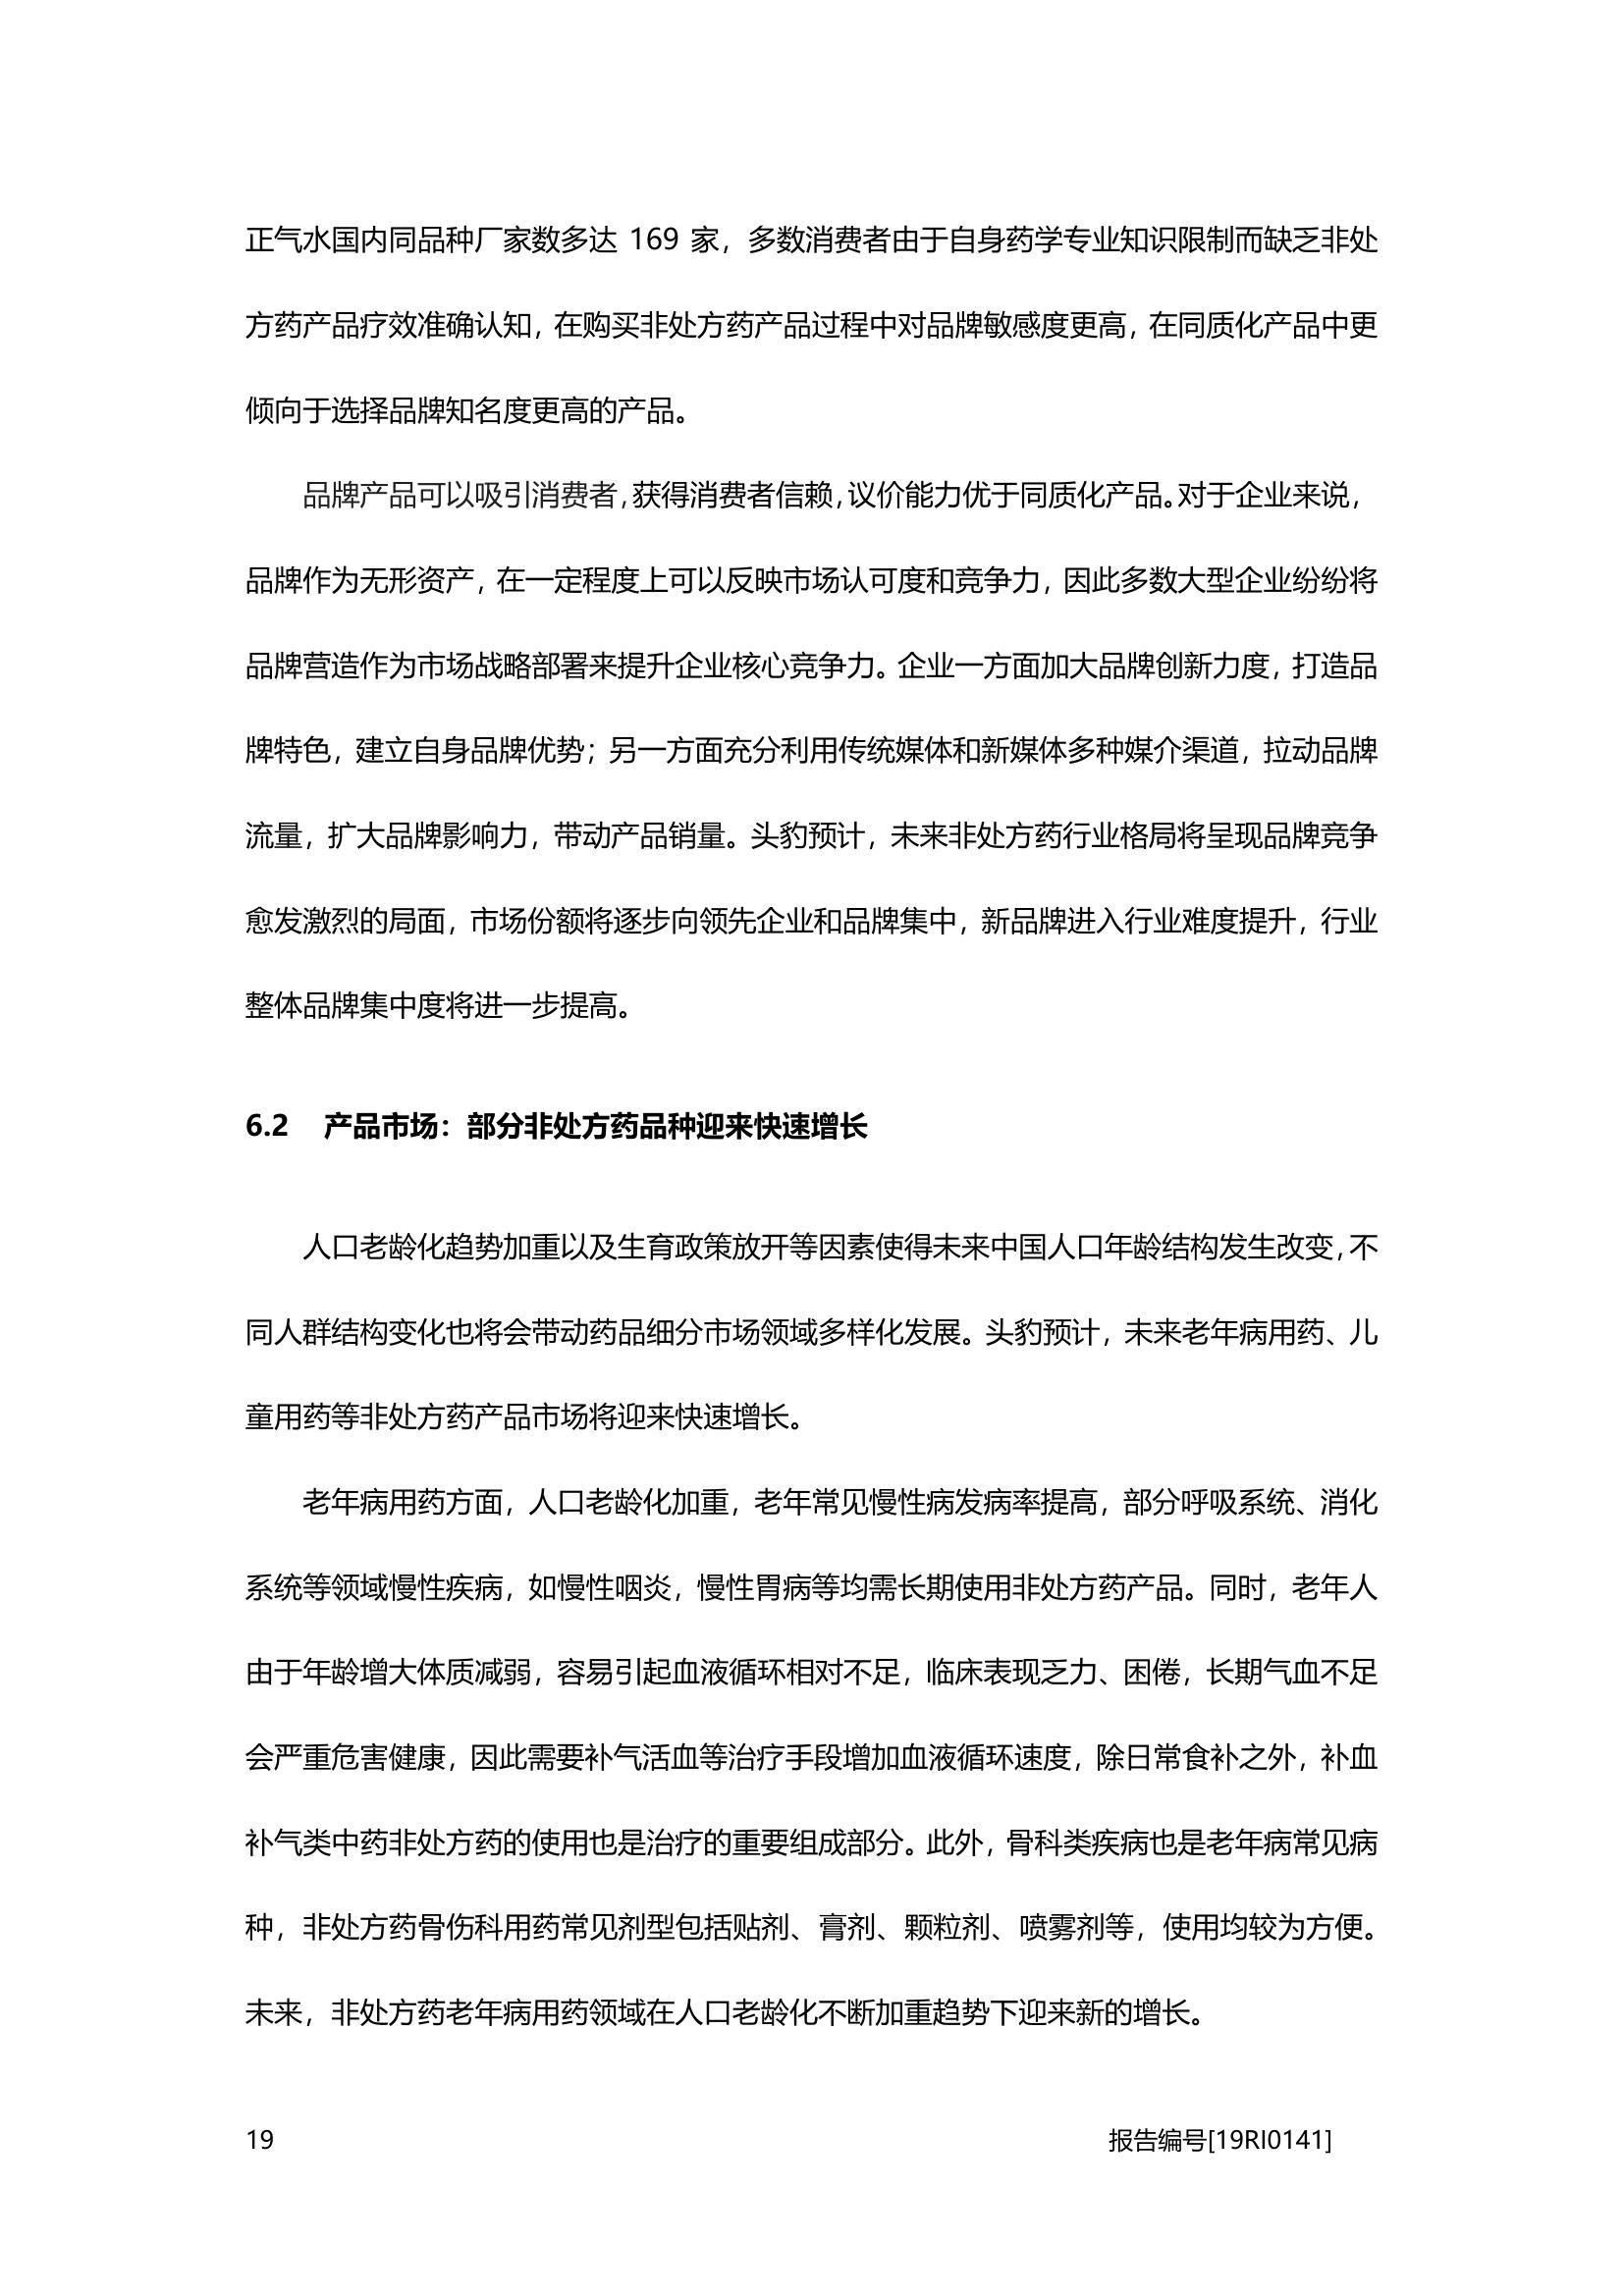 正气水国内同品种厂家数多达 169 家，多数消费者由于自身药学专业知识限制而缺乏非处
方药产品疗效准确认知，在购买非处方药产品过程中对品牌敏感度更高，在同质化产品中更
倾向于选择品牌知名度更高的产品。
品牌产品可以吸引消费者，获得消费者信赖，议价能力优于同质化产品。对于企业来说，
品牌作为无形资产，在一定程度上可以反映市场认可度和竞争力，因此多数大型企业纷纷将
品牌营造作为市场战略部署来提升企业核心竞争力。企业一方面加大品牌创新力度，打造品
牌特色，建立自身品牌优势；另一方面充分利用传统媒体和新媒体多种媒介渠道，拉动品牌
流量，扩大品牌影响力，带动产品销量。头豹预计，未来非处方药行业格局将呈现品牌竞争
愈发激烈的局面，市场份额将逐步向领先企业和品牌集中，新品牌进入行业难度提升，行业
整体品牌集中度将进一步提高。
6.2 产品市场：部分非处方药品种迎来快速增长
人口老龄化趋势加重以及生育政策放开等因素使得未来中国人口年龄结构发生改变，不
同人群结构变化也将会带动药品细分市场领域多样化发展。头豹预计，未来老年病用药、儿
童用药等非处方药产品市场将迎来快速增长。
老年病用药方面，人口老龄化加重，老年常见慢性病发病率提高，部分呼吸系统、消化
系统等领域慢性疾病，如慢性咽炎，慢性胃病等均需长期使用非处方药产品。同时，老年人
由于年龄增大体质减弱，容易引起血液循环相对不足，临床表现乏力、困倦，长期气血不足
会严重危害健康，因此需要补气活血等治疗手段增加血液循环速度，除日常食补之外，补血
补气类中药非处方药的使用也是治疗的重要组成部分。此外，骨科类疾病也是老年病常见病
种，非处方药骨伤科用药常见剂型包括贴剂、膏剂、颗粒剂、喷雾剂等，使用均较为方便。
未来，非处方药老年病用药领域在人口老龄化不断加重趋势下迎来新的增长。
19 报告编号[19RI0141]